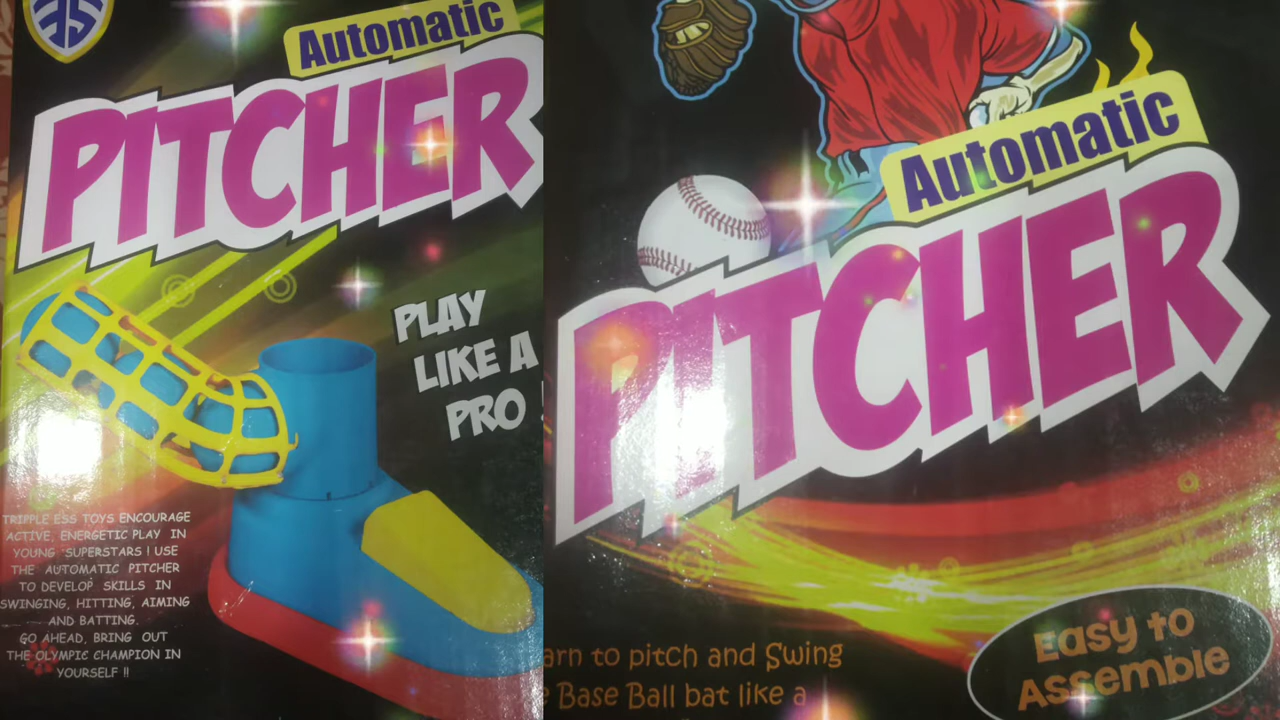 Automatic
PITCHER
PLAY
LIKE A
PRO
TRIPPLE ESS TOYS ENCOURAGE
ACTIVE, ENERGETIC PLAY IN
YOUNG SUPERSTARS ! USE
THE AUTOMATIC PITCHER
TO DEVELOP SKILLS IN
SWINGING, HITTING, AIMING
AND BATTING.
GO AHEAD, BRING OUT
THE OLYMPIC CHAMPION IN
YOURSELF !!
Automatic
PITCHER
arn to pitch and Swing
Base Ball bat like a
Easy to
Assemble